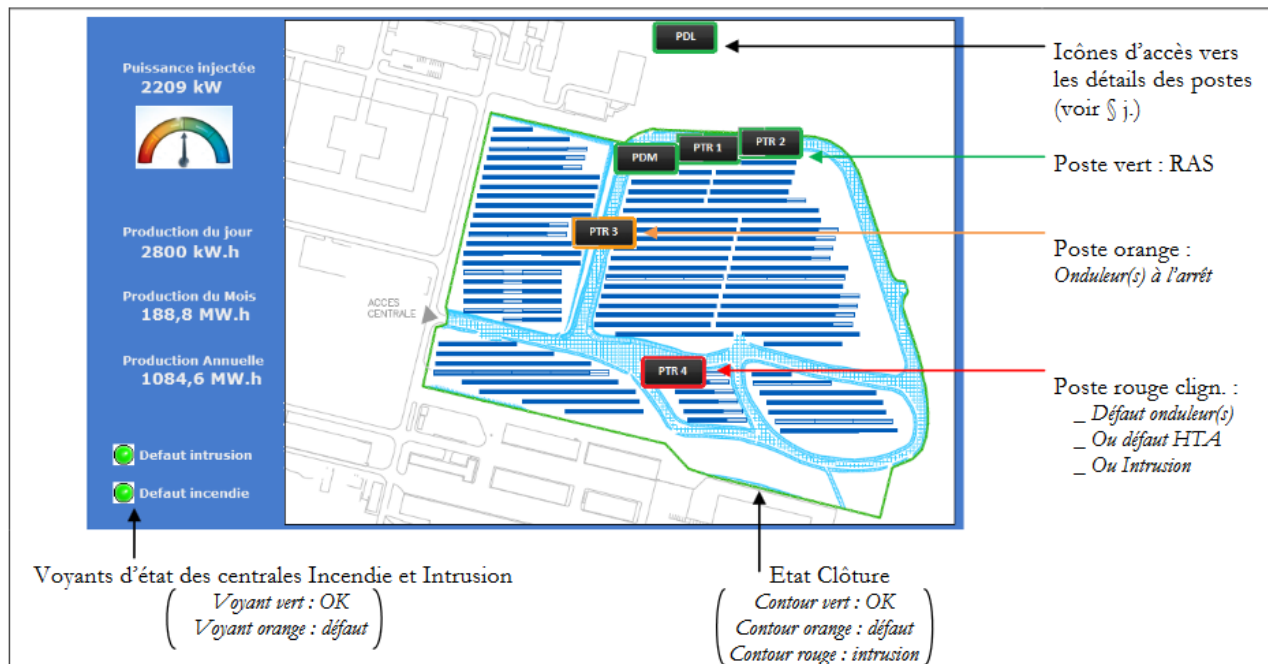 Puissance injectée
2209 kW
Production du jour
2800 kW.h
Production du Mois
188,8 MW.h
Production Annuelle
1084,6 MW.h
Defaut intrusion
Defaut incendie
PDL
PDM
PTR 1
PTR 2
PTR 3
ACCES
CENTRALE
PTR 4
Icônes d'accès vers
les détails des postes
(voir § j.)
Poste vert : RAS
Poste orange :
Onduleur(s) à l'arrêt
Poste rouge clign. :
_ Défaut onduleur(s)
_ Ou défaut HTA
_ Ou Intrusion
Voyants d'état des centrales Incendie et Intrusion
Voyant vert : OK
Voyant orange : défaut
Etat Clôture
Contour vert : OK
Contour orange : défaut
Contour rouge : intrusion